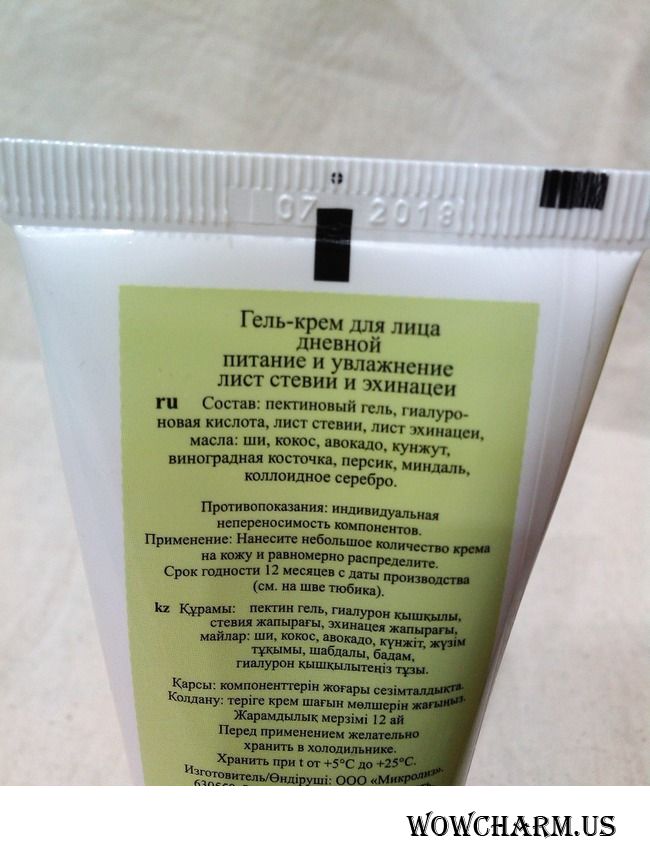 07 2018
Гель-крем для лица
дневной
питание и увлажнение
лист стевии и эхинацеи
ru Состав: пектиновый гель, гиалуро-
новая кислота, лист стевии, лист эхинацеи,
масла: ши, кокос, авокадо, кунжут,
виноградная косточка, персик, миндаль,
коллоидное серебро.
Противопоказания: индивидуальная
непереносимость компонентов.
Применение: Нанесите небольшое количество крема
на кожу и равномерно распределите.
Срок годности 12 месяцев с даты производства
(см. на шве тюбика).
kz Құрамы: пектин гель, гиалурон қышқылы,
стевия жапырағы, эхинацея жапырағы,
майлар: ши, кокос, авокадо, күнжіт, жүзім
тұқымы, шабдалы, бадам,
гиалурон қышқылытеңіз тұзы.
Қарсы: компоненттерін жоғары сезімталдықта.
Колдану: теріге крем шағын мөлшерін жағыңыз.
Жарамдылық мерзімі 12 ай
Перед применением желательно
хранить в холодильнике.
Хранить при t от +5°C до +25°C.
Изготовитель/Өндіруші: ООО «Микролиз».
WOWCHARM.US